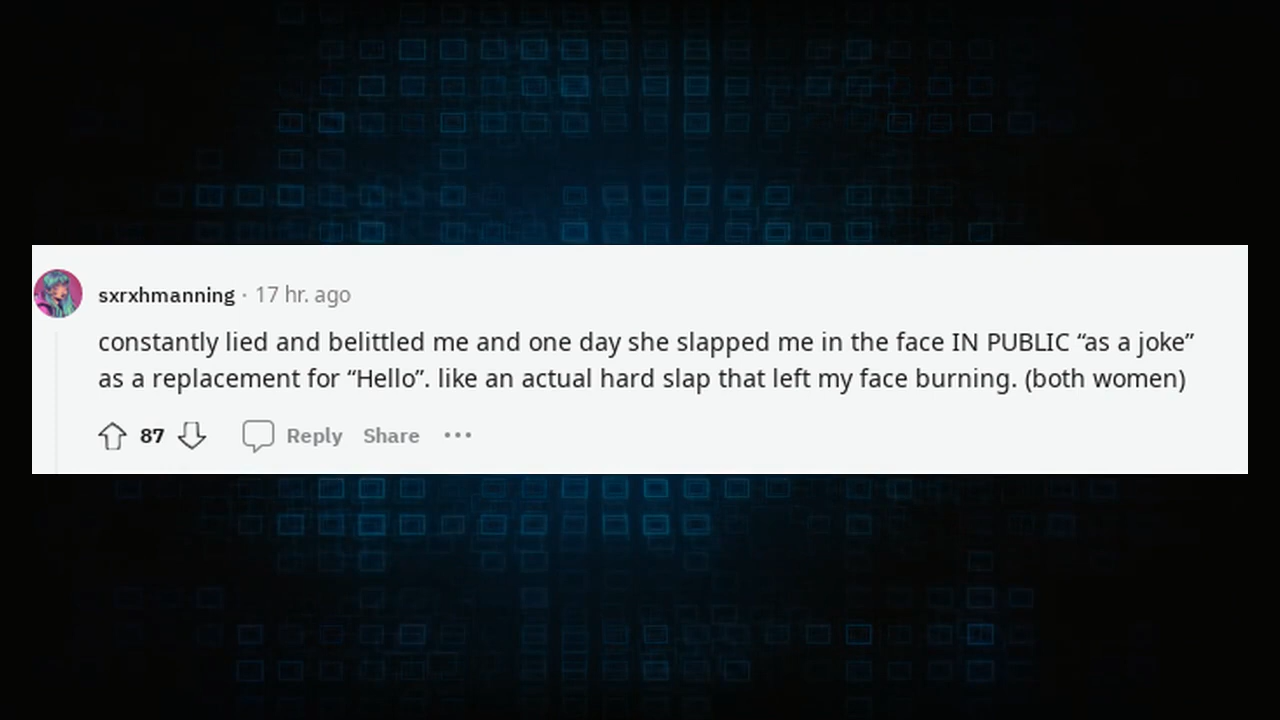 sxrxhmanning · 17 hr. ago
constantly lied and belittled me and one day she slapped me in the face IN PUBLIC “as a joke”
as a replacement for “Hello”. like an actual hard slap that left my face burning. (both women)
87 Reply Share •••